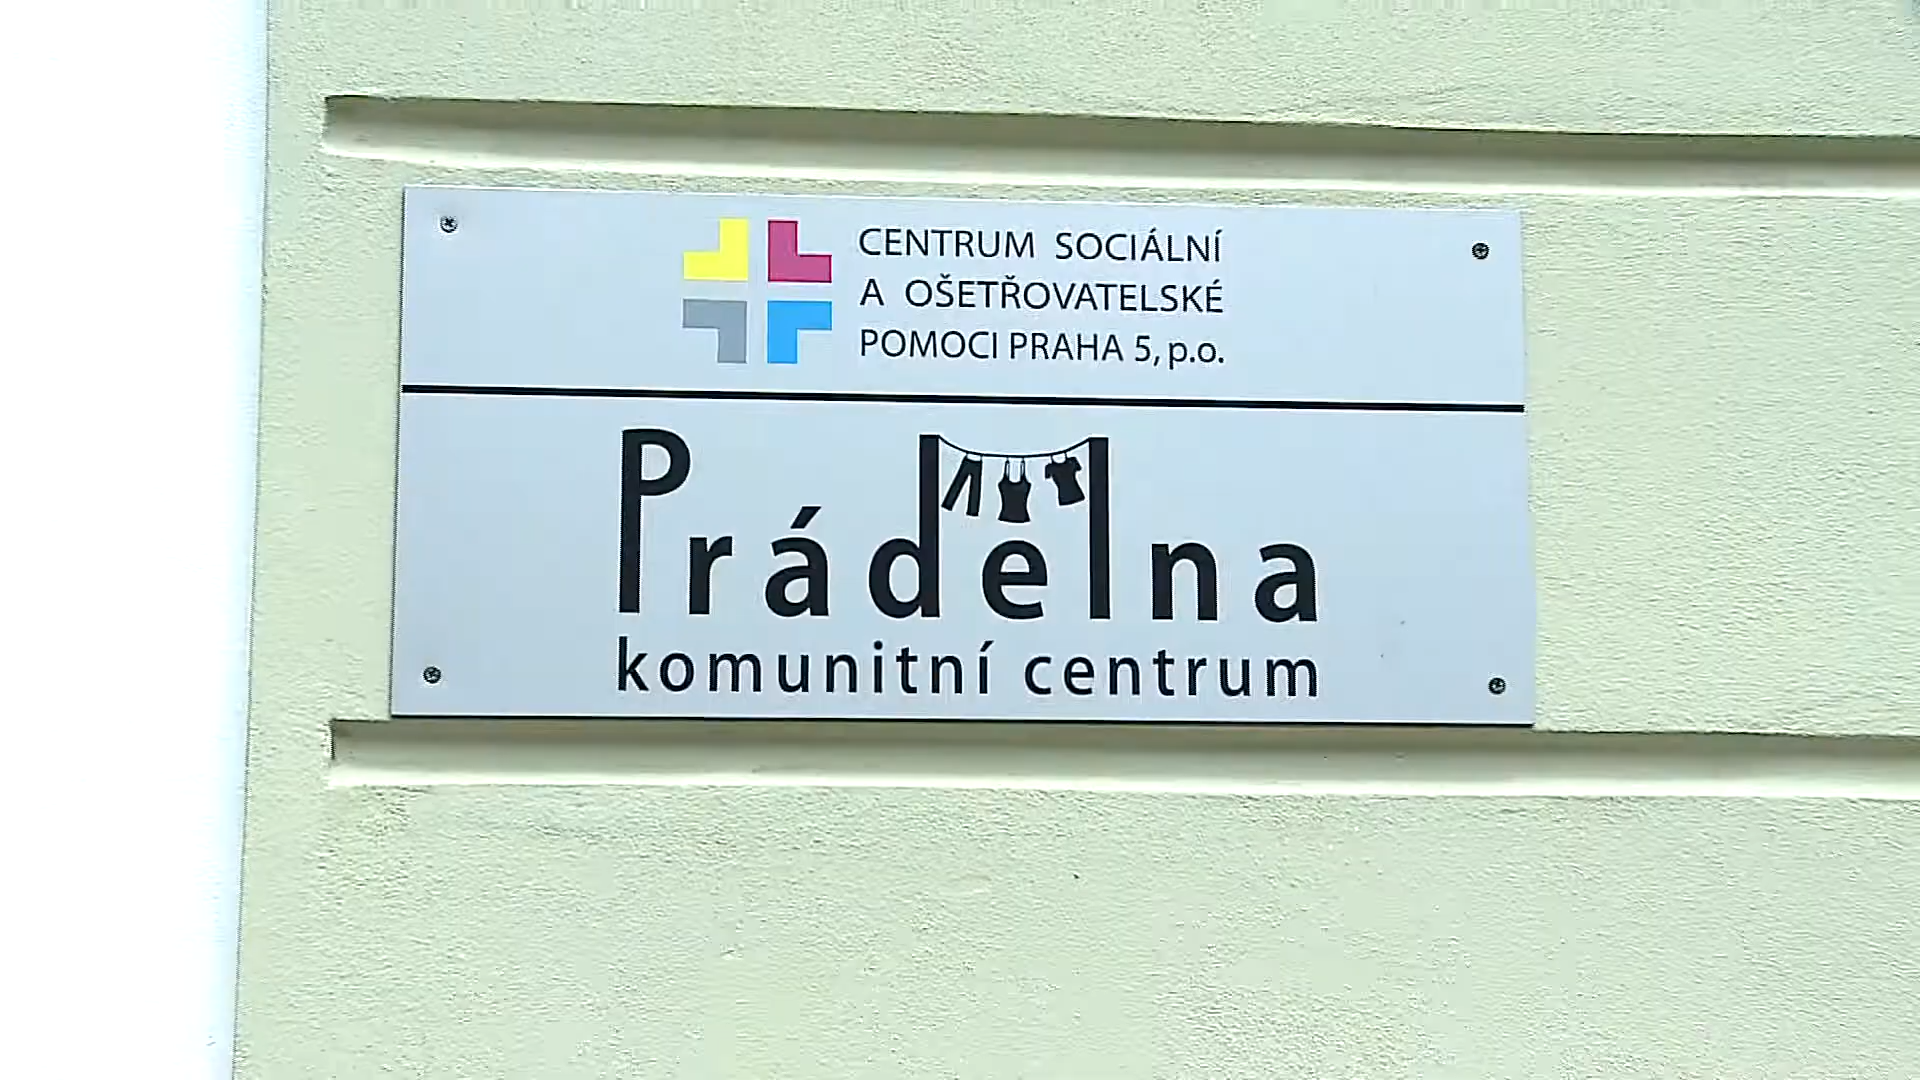 CENTRUM SOCIÁLNÍ
A OŠETŘOVATELSKÉ
POMOCI PRAHA 5, p.o.
Prádelna
komunitní centrum